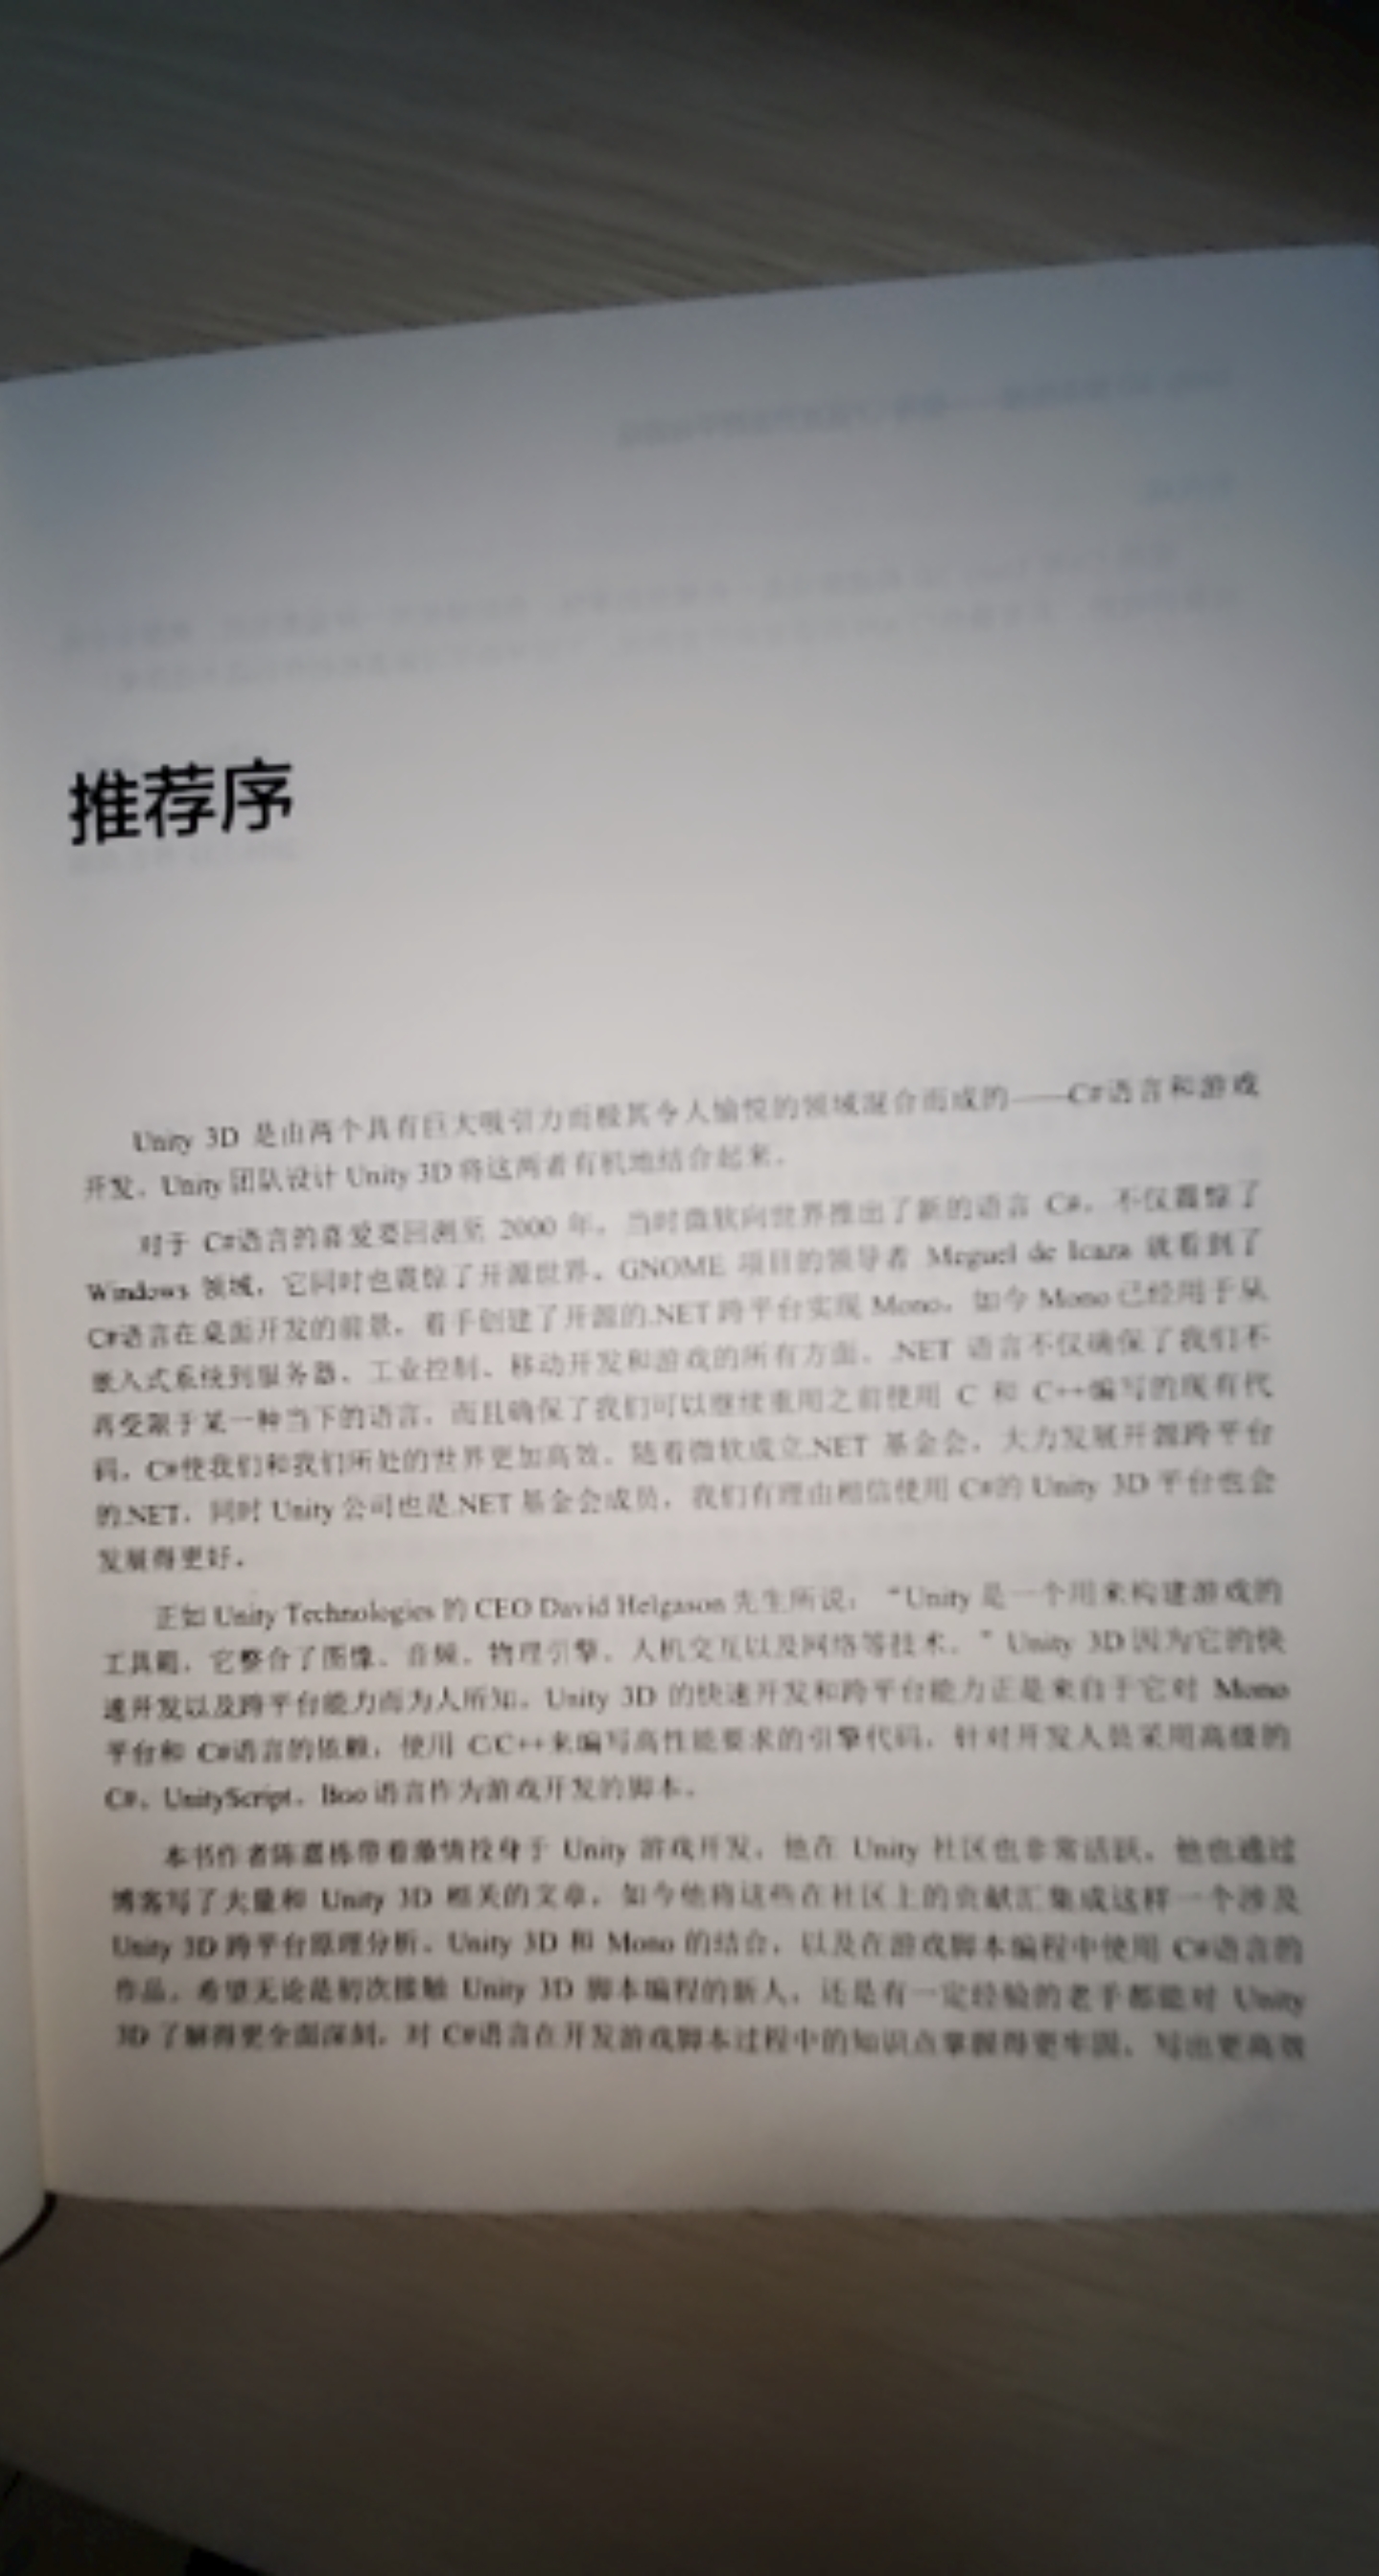 推荐序
Unity 3D 是由两个具有巨大吸引力而极其令人愉悦的领域混合而成的——C#语言和游戏
开发。Unity 团队设计 Unity 3D 将这两者有机地结合起来。
对于 C#语言的喜爱要回溯至 2000 年，当时微软向世界推出了新的语言 C#，不仅震惊了
Windows 领域，它同时也震惊了开源世界。GNOME 项目的领导者 Meguel de Icaza 就看到了
C#语言在桌面开发的前景，着手创建了开源的.NET 跨平台实现 Mono。如今 Mono 已经用于从
嵌入式系统到服务器、工业控制、移动开发和游戏的所有方面。.NET 语言不仅确保了我们不
再受限于某一种当下的语言，而且确保了我们可以继续重用之前使用 C 和 C++编写的现有代
码。C#使我们和我们所处的世界更加高效。随着微软成立.NET 基金会，大力发展开源跨平台
的.NET，同时 Unity 公司也是.NET 基金会成员，我们有理由相信使用 C#的 Unity 3D 平台也会
发展得更好。
正如 Unity Technologies 的 CEO David Helgason 先生所说：“Unity 是一个用来构建游戏的
工具箱，它整合了图像、音频、物理引擎、人机交互以及网络等技术。”Unity 3D 因为它的快
速开发以及跨平台能力而为人所知。Unity 3D 的快速开发和跨平台能力正是来自于它对 Mono
平台和 C#语言的依赖，使用 C/C++来编写高性能要求的引擎代码，针对开发人员采用高级的
C#、UnityScript、Boo 语言作为游戏开发的脚本。
本书作者陈嘉栋带着激情投身于 Unity 游戏开发，他在 Unity 社区也非常活跃，他也通过
博客写了大量和 Unity 3D 相关的文章，如今他将这些在社区上的贡献汇集成这样一个涉及
Unity 3D 跨平台原理分析、Unity 3D 和 Mono 的结合，以及在游戏脚本编程中使用 C#语言的
作品。希望无论是初次接触 Unity 3D 脚本编程的新人，还是有一定经验的老手都能对 Unity
3D 了解得更全面深刻，对 C#语言在开发游戏脚本过程中的知识点掌握得更牢固，写出更高效